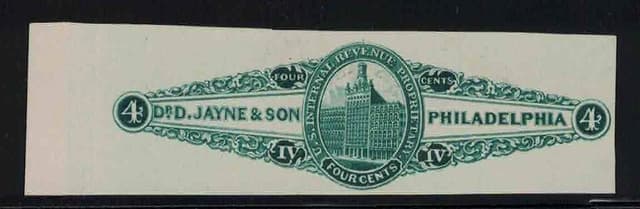 FOUR CENTS
U.S. INTERNAL REVENUE PROPRIETARY
4 DR. D. JAYNE & SON PHILADELPHIA 4
IV IV
FOUR CENTS